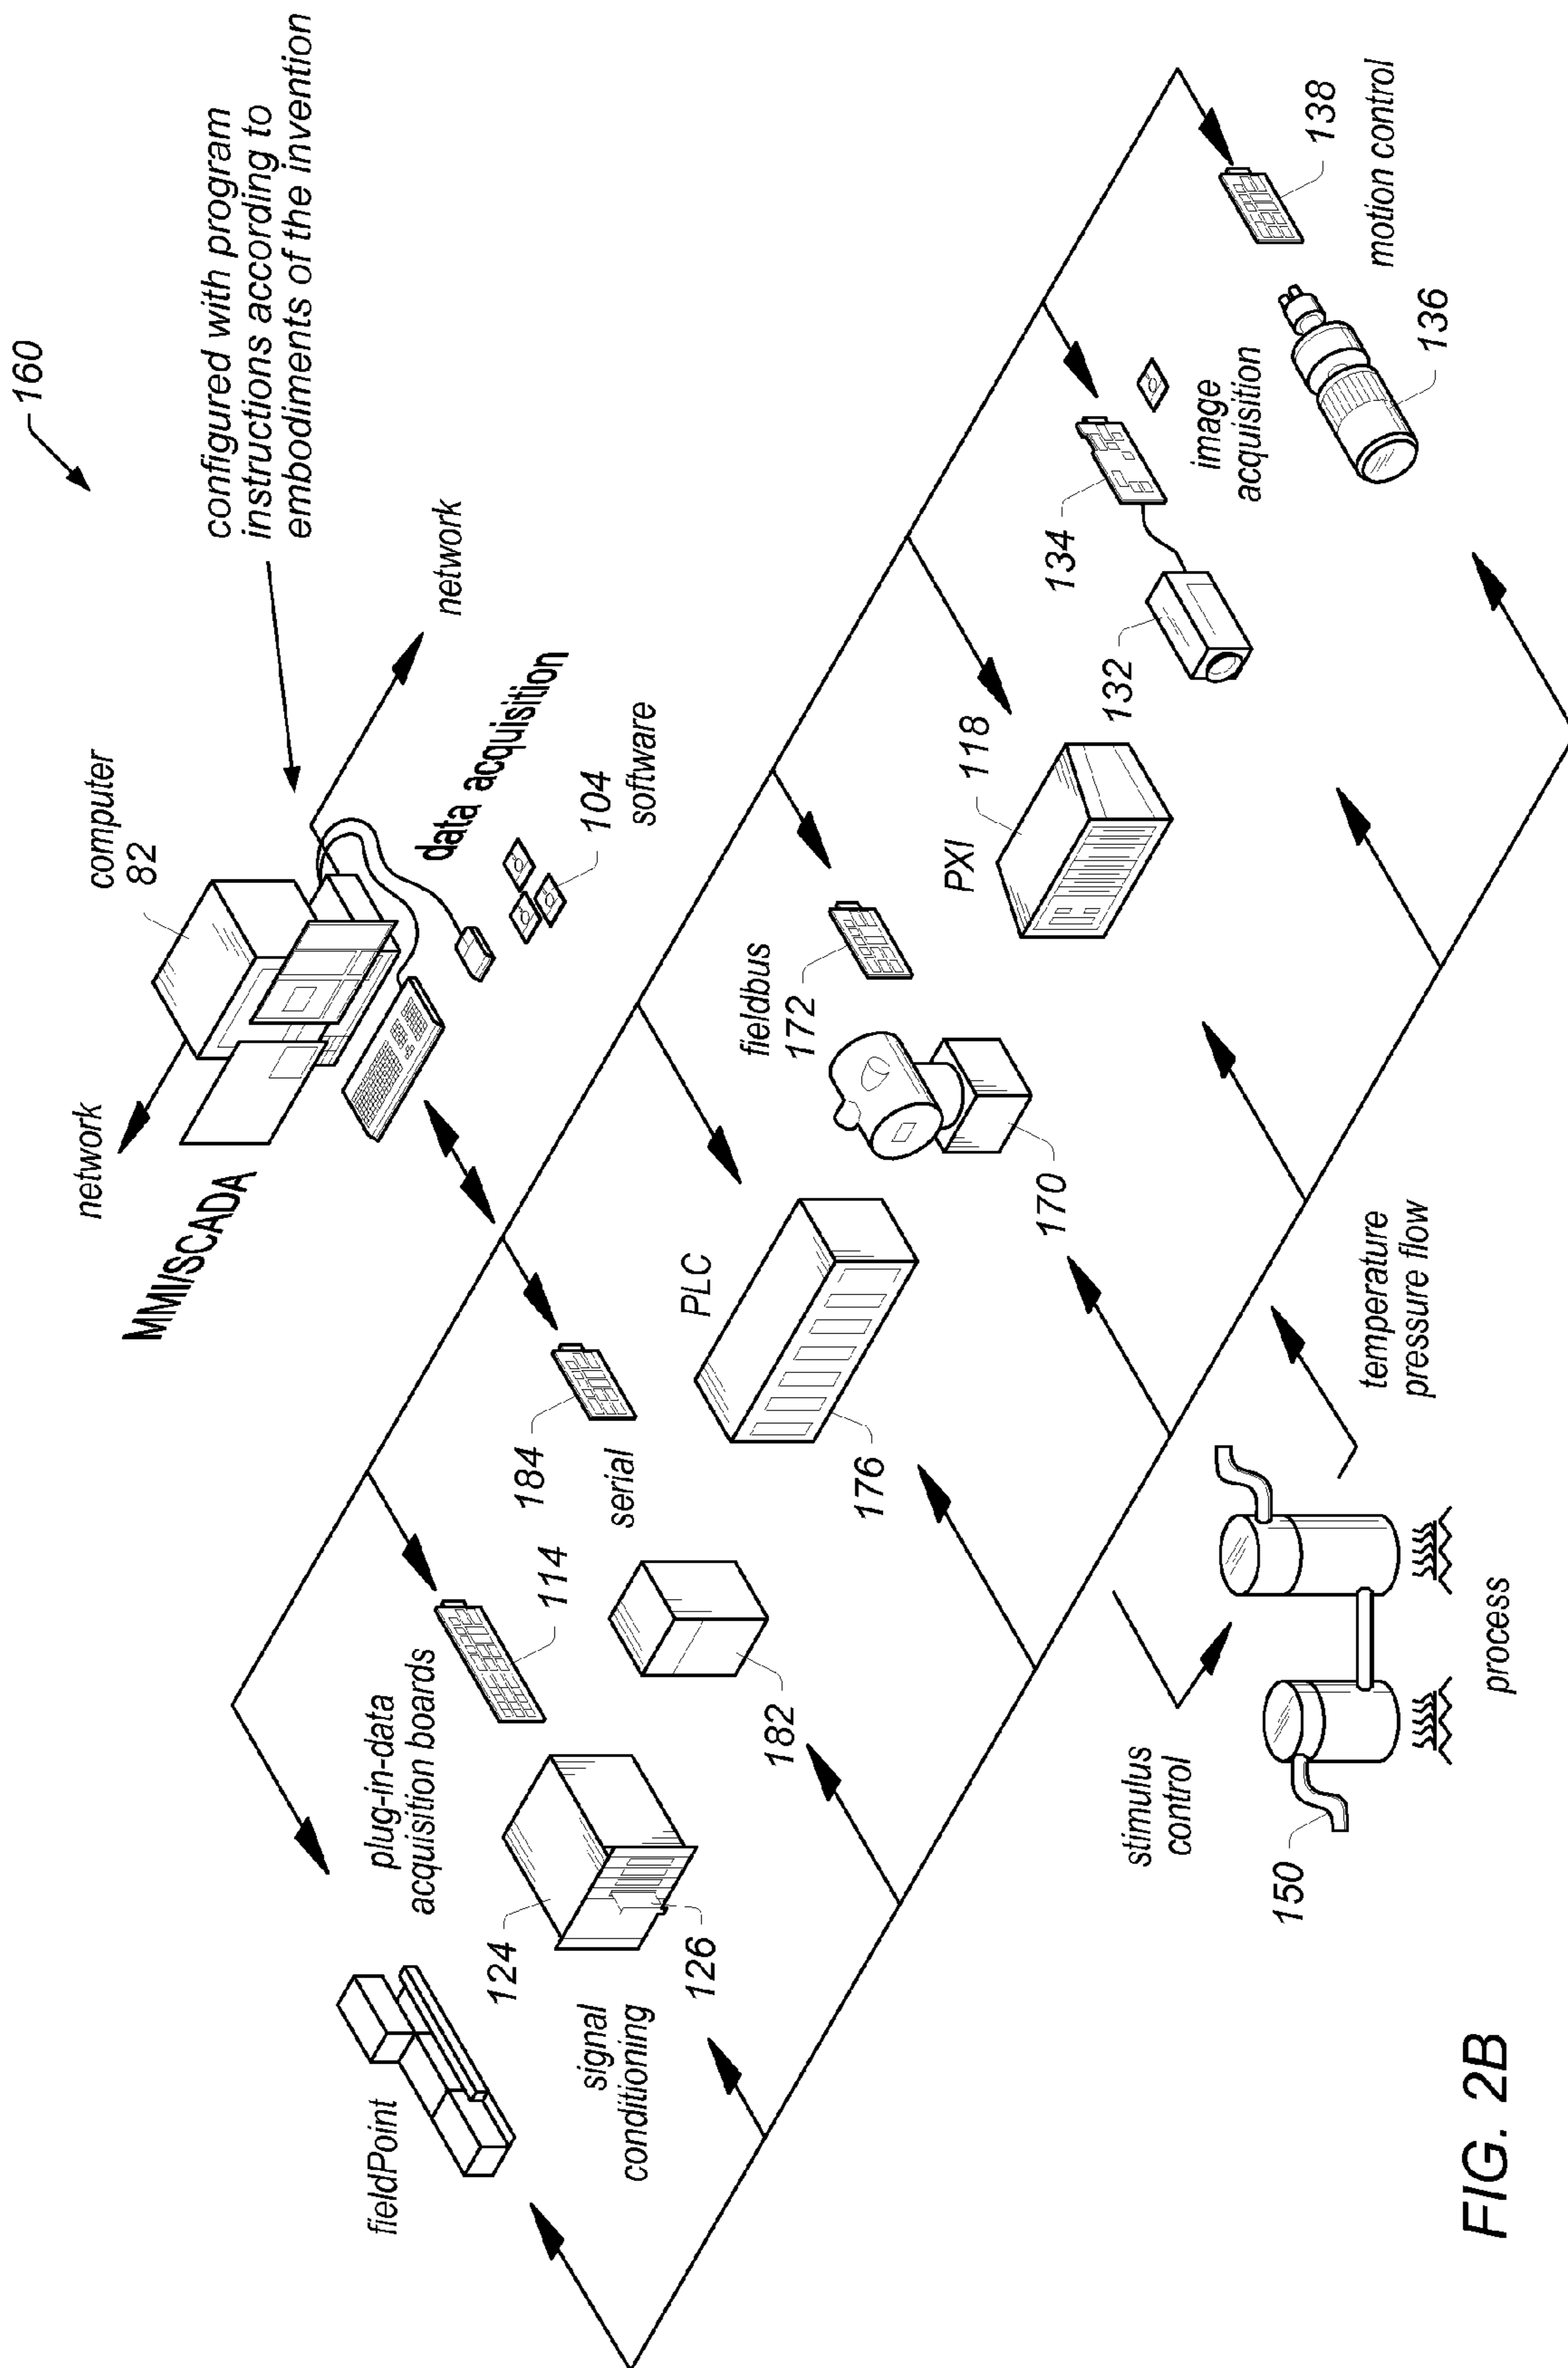 160
configured with program
instructions according to
embodiments of the invention
computer
82
network
network
MMI/SCADA
data acquisition
104
software
fieldPoint
plug-in-data
acquisition boards
114
124
126
signal
conditioning
184
serial
182
PLC
176
fieldbus
172
170
PXI
118
134
132
image
acquisition
138
motion control
136
stimulus
control
150
process
temperature
pressure flow
FIG. 2B